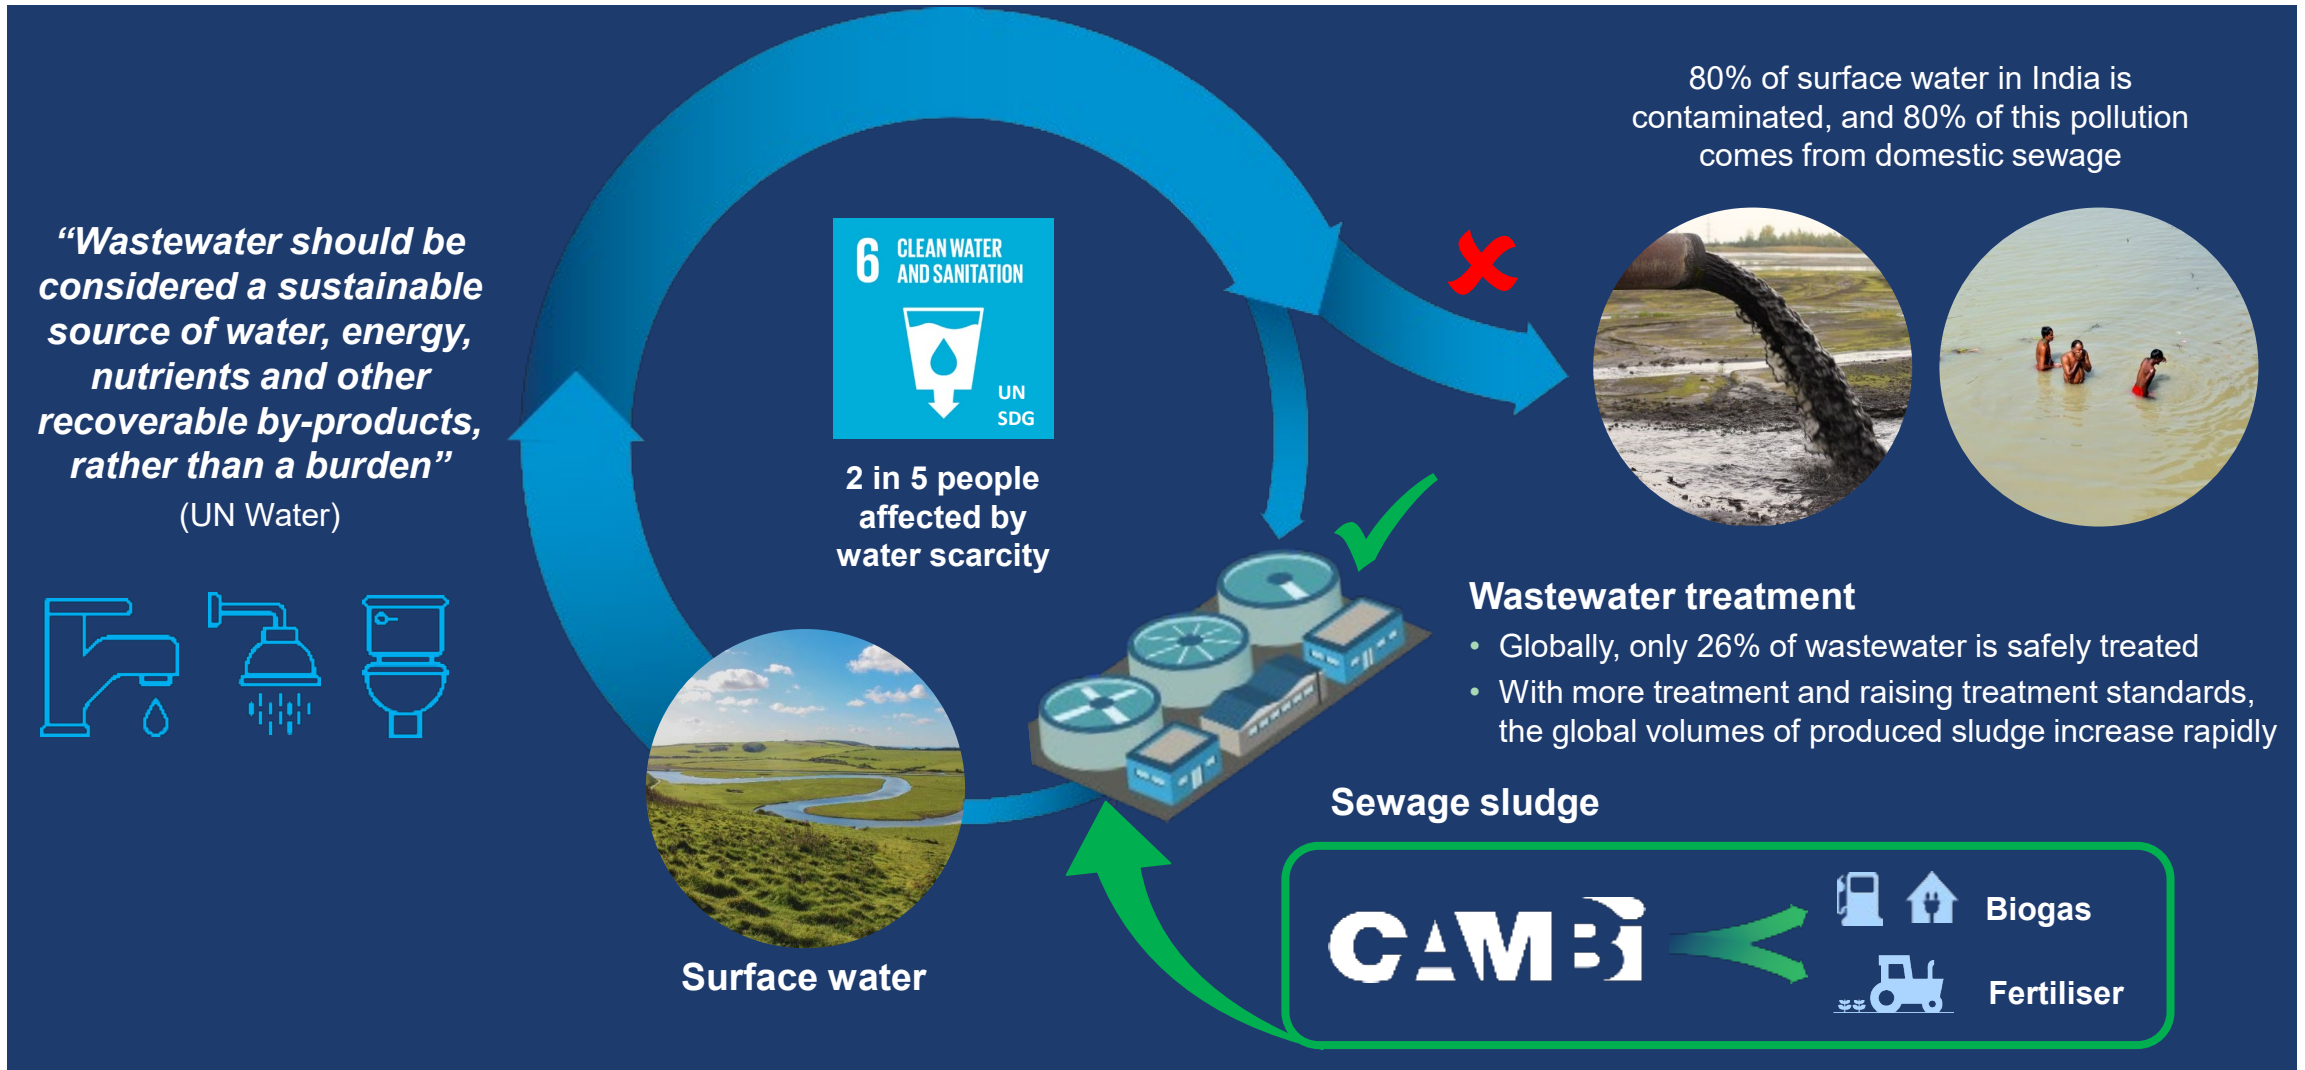 80% of surface water in India is
contaminated, and 80% of this pollution
comes from domestic sewage
“Wastewater should be
considered a sustainable
source of water, energy,
nutrients and other
recoverable by-products,
rather than a burden”
(UN Water)
6 CLEAN WATER
AND SANITATION
UN
SDG
2 in 5 people
affected by
water scarcity
Wastewater treatment
• Globally, only 26% of wastewater is safely treated
• With more treatment and raising treatment standards,
the global volumes of produced sludge increase rapidly
Sewage sludge
CAMBI
Biogas
Fertiliser
Surface water